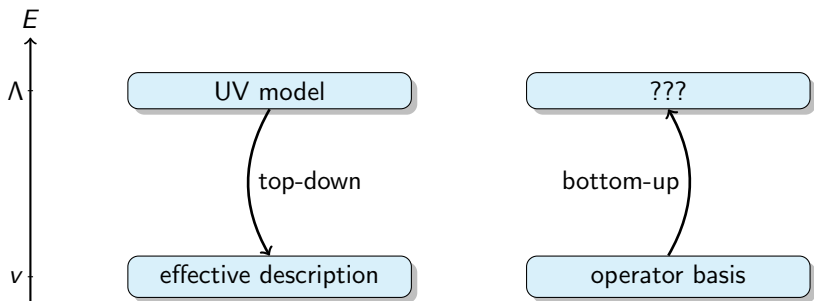 E
Λ
UV model
???
top-down
bottom-up
v
effective description
operator basis